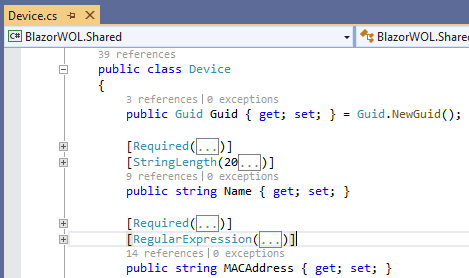 Device.cs
C# BlazorWOL.Shared BlazorWOL.Share
39 references
public class Device
{
3 references | 0 exceptions
public Guid Guid { get; set; } = Guid.NewGuid();
[Required(...)]
[StringLength(20...)]
9 references | 0 exceptions
public string Name { get; set; }
[Required(...)]
[RegularExpression(...)]
14 references | 0 exceptions
public string MACAddress { get; set; }